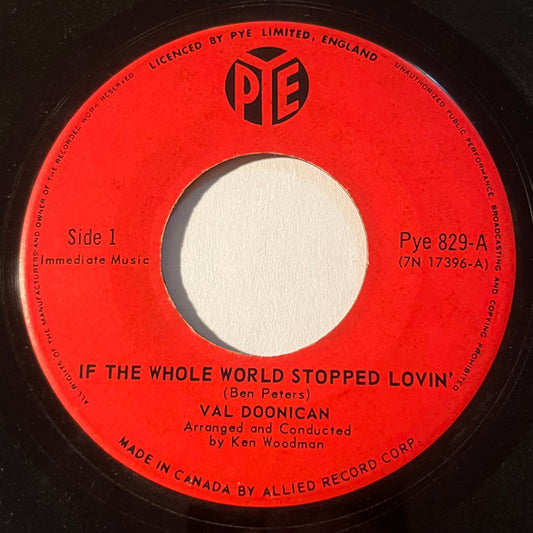 LICENCED BY PYE LIMITED, ENGLAND
UNAUTHORIZED PUBLIC PERFORMANCE, BROADCASTING AND COPYING PROHIBITED
ALL RIGHTS OF THE MANUFACTURERS AND OWNER OF THE RECORDED WORK RESERVED
PYE
Side 1
Immediate Music
Pye 829-A
(7N 17396-A)
IF THE WHOLE WORLD STOPPED LOVIN'
(Ben Peters)
VAL DOONICAN
Arranged and Conducted
by Ken Woodman
MADE IN CANADA BY ALLIED RECORD CORP.